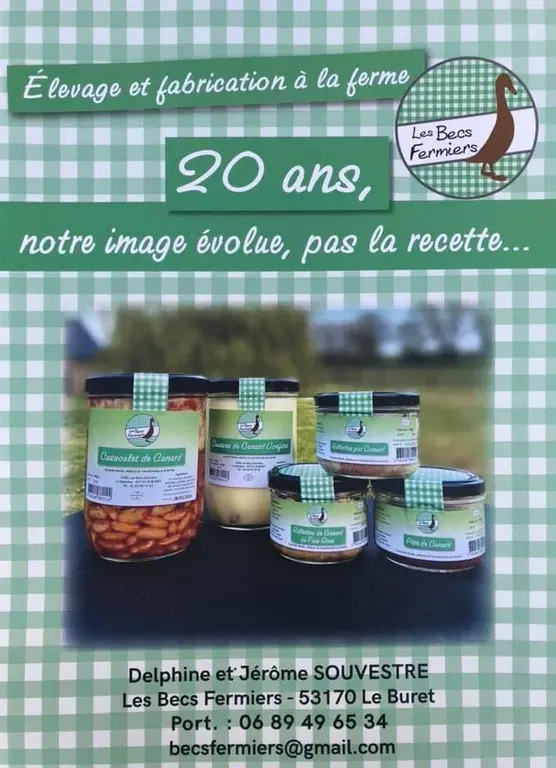 Élevage et fabrication à la ferme
Les Becs
Fermiers
20 ans,
notre image évolue, pas la recette...
Cassoulet de Canard
Cuisses de Canard Confites
Rillettes pur Canard
Rillettes de Canard
au Foie Gras
Pâté de Canard
Delphine et Jérôme SOUVESTRE
Les Becs Fermiers - 53170 Le Buret
Port. : 06 89 49 65 34
becsfermiers@gmail.com